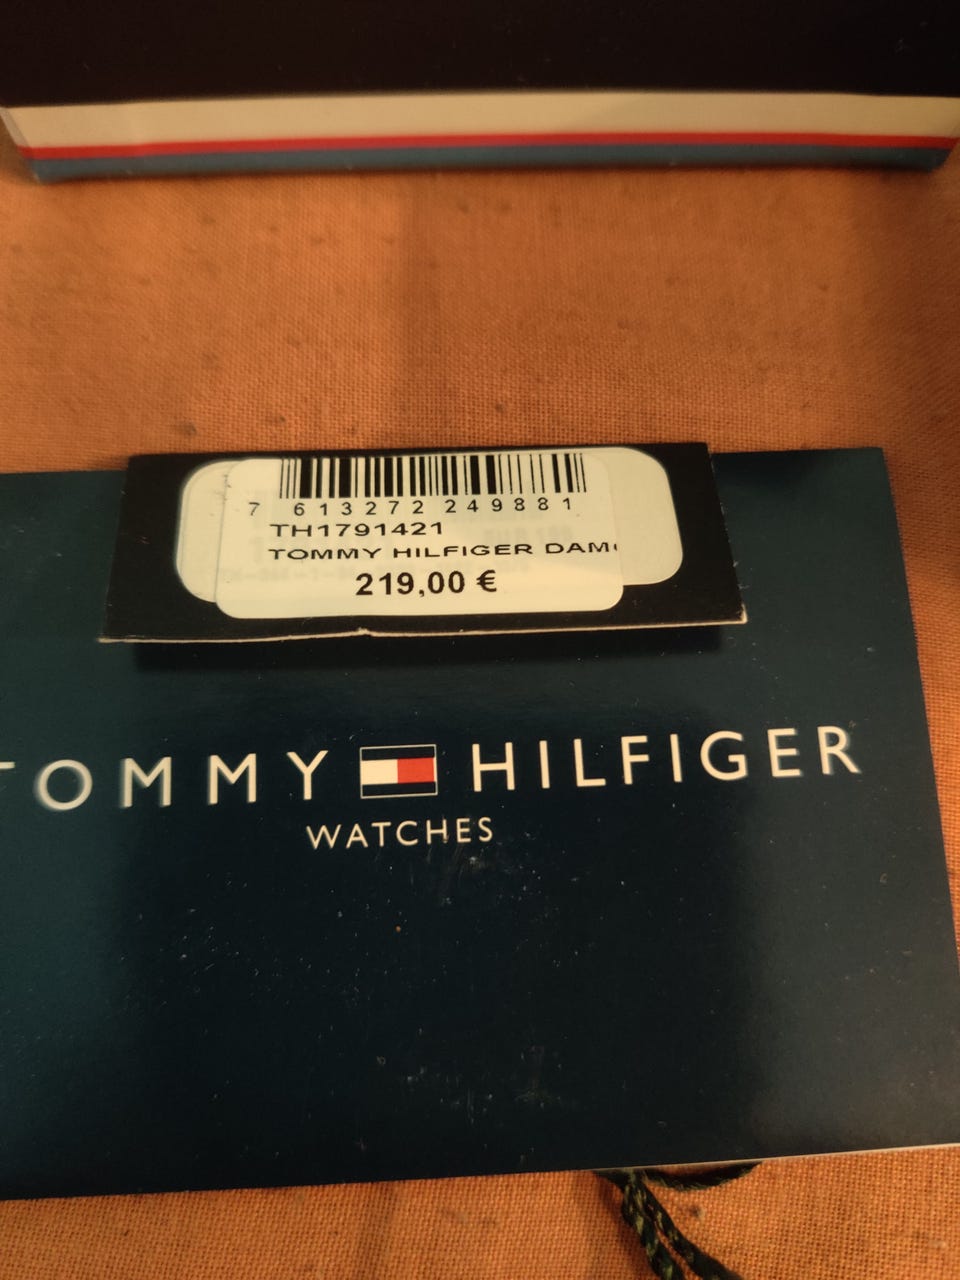 7 613272 249881
TH1791421
TOMMY HILFIGER DAM
219,00 €
TOMMY HILFIGER
WATCHES